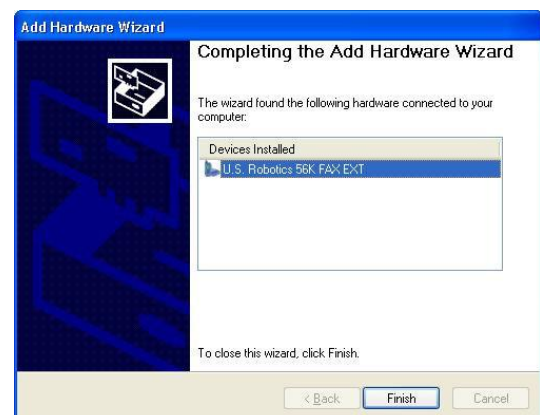 Add Hardware Wizard
Completing the Add Hardware Wizard
The wizard found the following hardware connected to your
computer:
Devices Installed
U.S. Robotics 56K FAX EXT
To close this wizard, click Finish.
< Back
Finish
Cancel